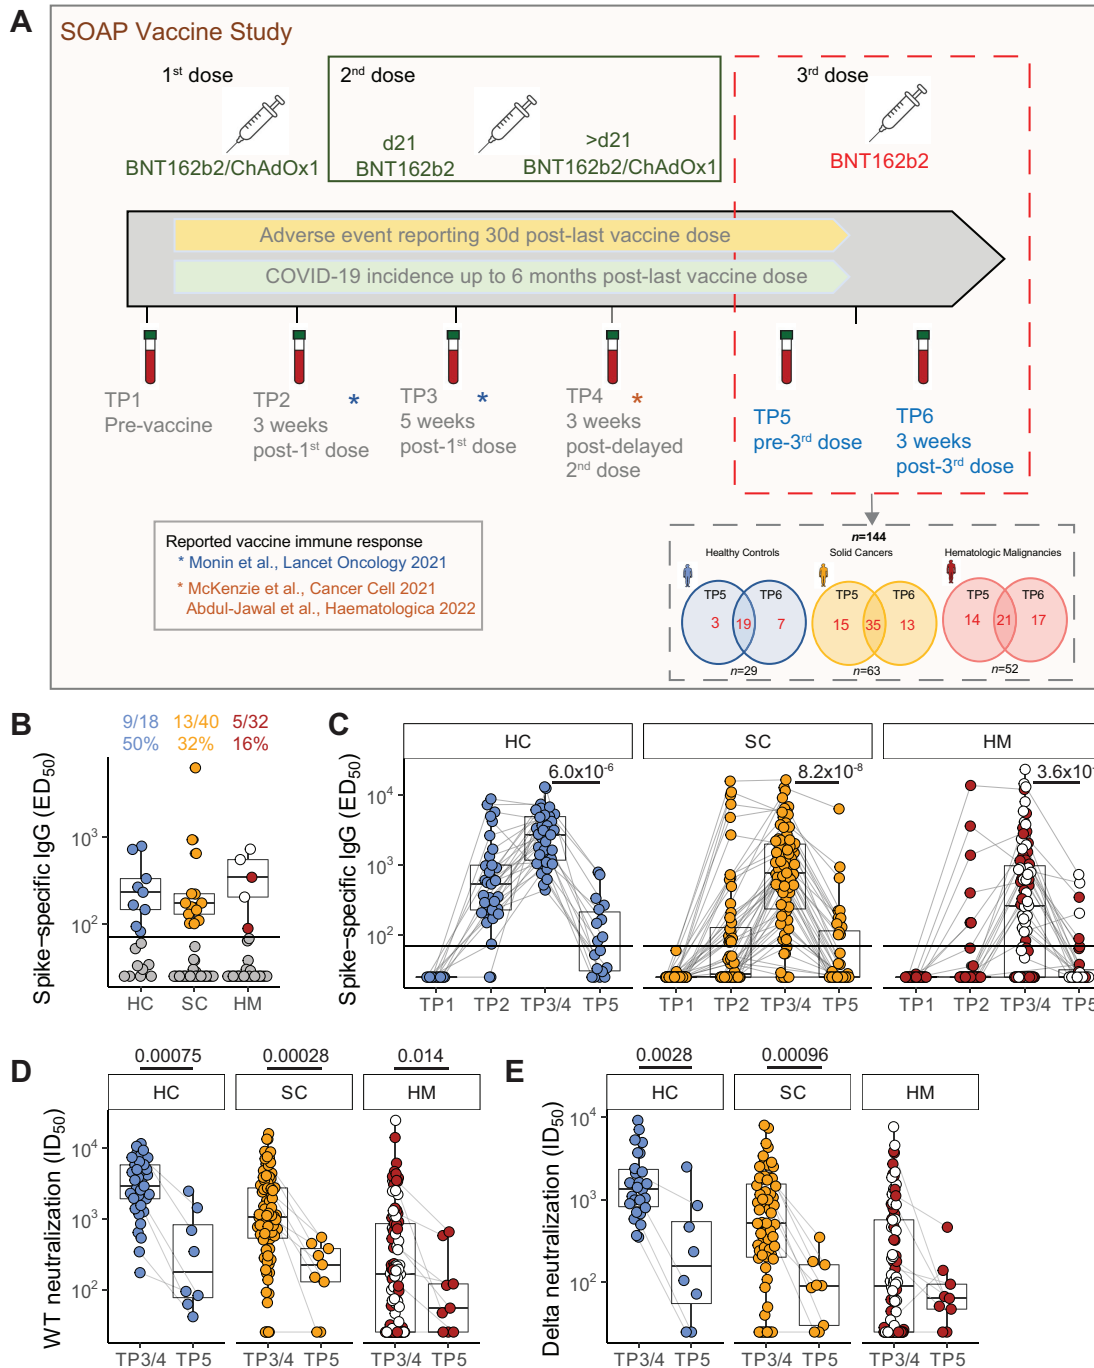 A
SOAP Vaccine Study
1st dose
2nd dose
3rd dose
d21
>d21
BNT162b2/ChAdOx1
BNT162b2
BNT162b2/ChAdOx1
BNT162b2
Adverse event reporting 30d post-last vaccine dose
COVID-19 incidence up to 6 months post-last vaccine dose
TP1
Pre-vaccine
TP2 *
3 weeks
post-1st dose
TP3 *
5 weeks
post-1st dose
TP4 *
3 weeks
post-delayed
2nd dose
TP5
pre-3rd dose
TP6
3 weeks
post-3rd dose
Reported vaccine immune response
* Monin et al., Lancet Oncology 2021
* McKenzie et al., Cancer Cell 2021
Abdul-Jawal et al., Haematologica 2022
n=144
Healthy Controls
Solid Cancers
Hematologic Malignancies
TP5 TP6
3 19 7
n=29
TP5 TP6
15 35 13
n=63
TP5 TP6
14 21 17
n=52
B
9/18 13/40 5/32
50% 32% 16%
Spike-specific IgG (ED50)
10³
10²
HC SC HM
C
HC SC HM
6.0x10-6
8.2x10-8
3.6x10-
Spike-specific IgG (ED50)
10⁴
10³
10²
TP1 TP2 TP3/4 TP5
TP1 TP2 TP3/4 TP5
TP1 TP2 TP3/4 TP5
D
0.00075 0.00028 0.014
HC SC HM
WT neutralization (ID50)
10⁴
10³
10²
TP3/4 TP5
TP3/4 TP5
TP3/4 TP5
E
0.0028 0.00096
HC SC HM
Delta neutralization (ID50)
10⁴
10³
10²
TP3/4 TP5
TP3/4 TP5
TP3/4 TP5